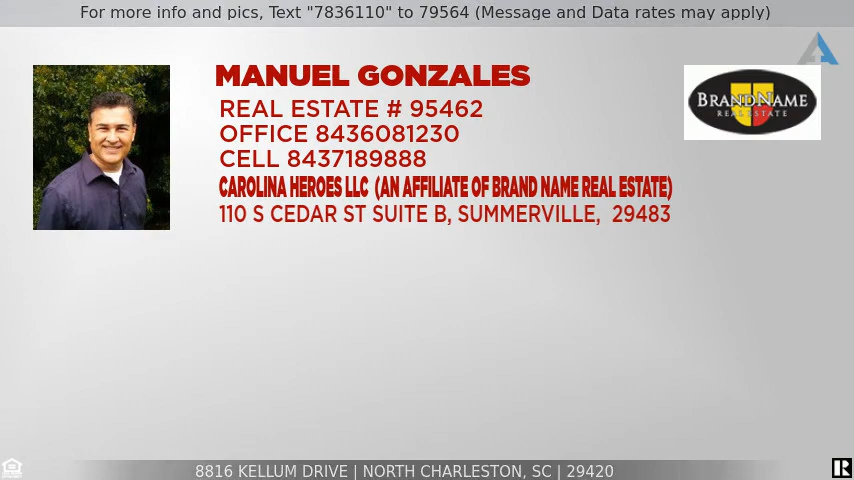 For more info and pics, Text "7836110" to 79564 (Message and Data rates may apply)
MANUEL GONZALES
REAL ESTATE # 95462
OFFICE 8436081230
CELL 8437189888
CAROLINA HEROES LLC (AN AFFILIATE OF BRAND NAME REAL ESTATE)
110 S CEDAR ST SUITE B, SUMMERVILLE, 29483
BRANDNAME
REAL ESTATE
8816 KELLUM DRIVE | NORTH CHARLESTON, SC | 29420